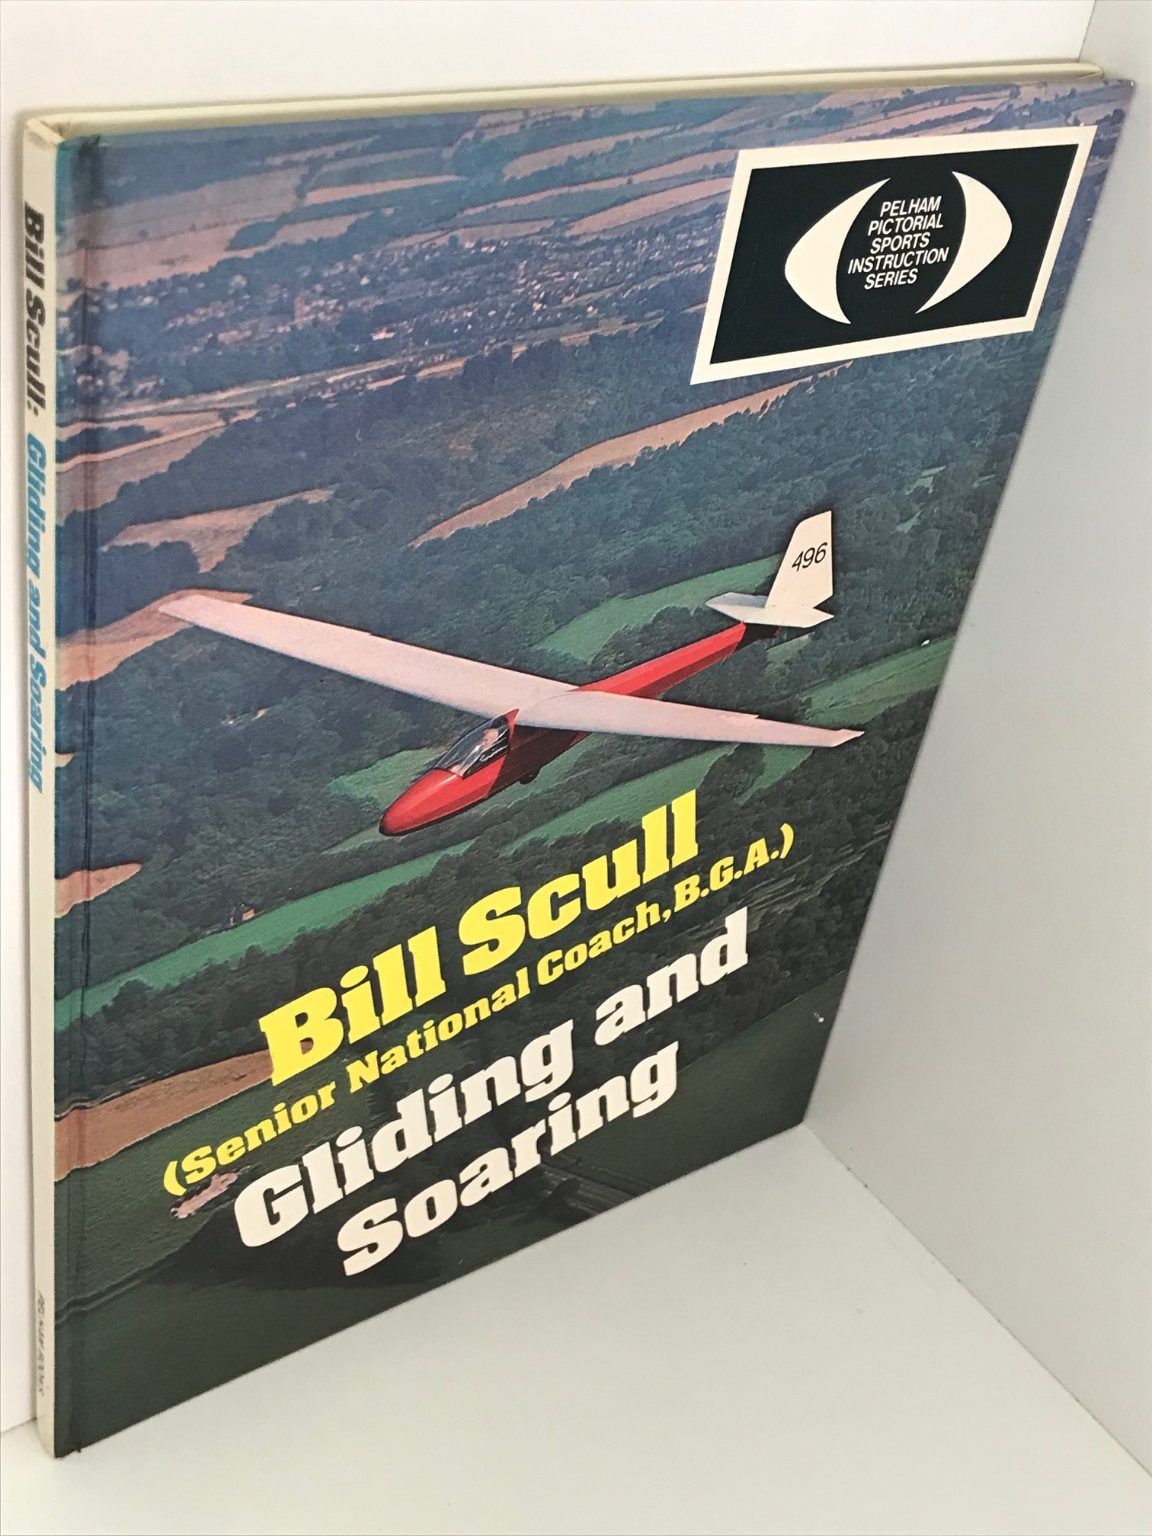 Bill Scull: Gliding and Soaring
PELHAM
PICTORIAL
SPORTS
INSTRUCTION
SERIES
496
Bill Scull
(Senior National Coach, B.G.A.)
Gliding and
Soaring